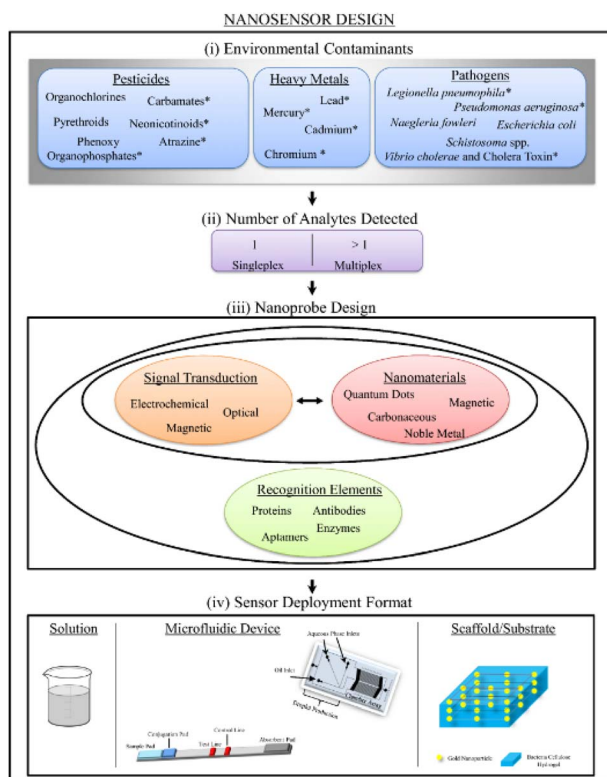 NANOSENSOR DESIGN
(i) Environmental Contaminants
Pesticides
Organochlorines
Carbamates*
Pyrethroids
Neonicotinoids*
Phenoxy
Atrazine*
Organophosphates*
Heavy Metals
Lead*
Mercury*
Cadmium*
Chromium *
Pathogens
Legionella pneumophila*
Pseudomonas aeruginosa*
Naegleria fowleri
Escherichia coli
Schistosoma spp.
Vibrio cholerae and Cholera Toxin*
(ii) Number of Analytes Detected
1
> 1
Singleplex
Multiplex
(iii) Nanoprobe Design
Signal Transduction
Electrochemical
Optical
Magnetic
Nanomaterials
Quantum Dots
Magnetic
Carbonaceous
Noble Metal
Recognition Elements
Proteins
Antibodies
Enzymes
Aptamers
(iv) Sensor Deployment Format
Solution
Microfluidic Device
Aqueous Phase Inlets
Oil Inlet
Droplet Production
Chamber Array
Sample Pad
Conjugation Pad
Test Line
Control Line
Absorbent Pad
Scaffold/Substrate
Gold Nanoparticle
Bacteria Cellulose
Hydrogel